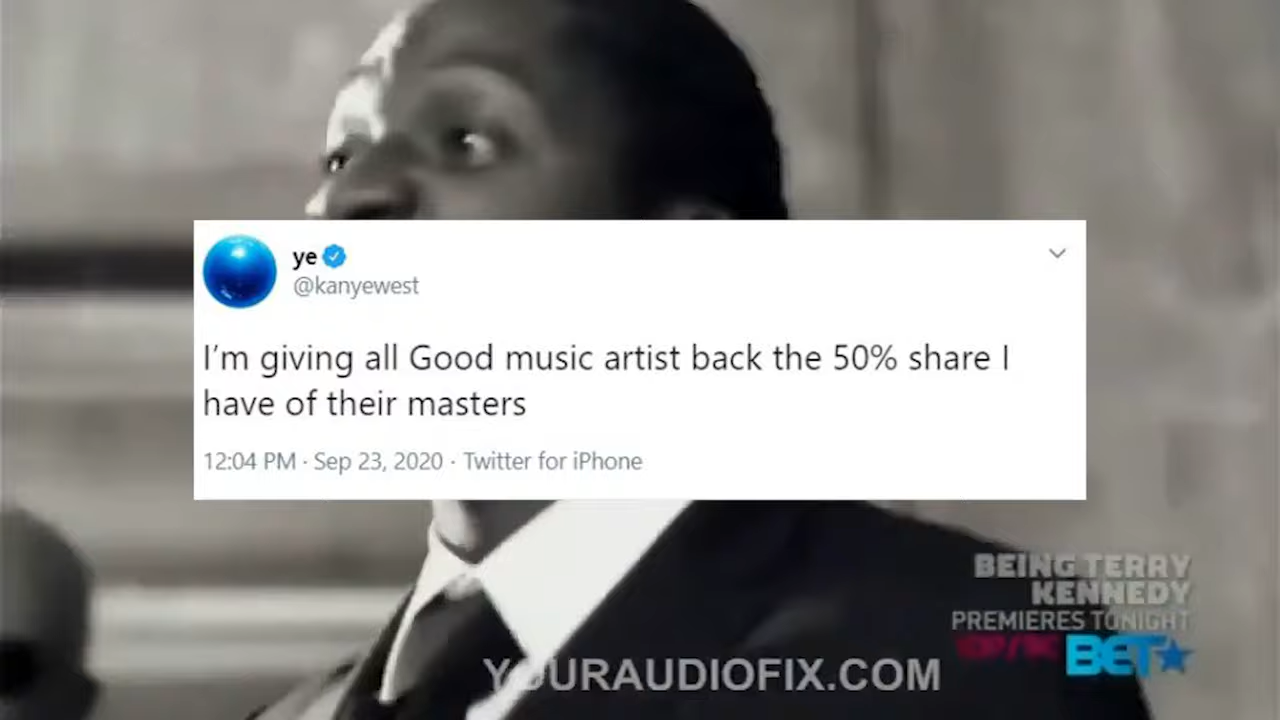 ye
@kanyewest
I’m giving all Good music artist back the 50% share I
have of their masters
12:04 PM · Sep 23, 2020 · Twitter for iPhone
BEING TERRY
KENNEDY
PREMIERES TONIGHT
BET
YOURAUDIOFIX.COM